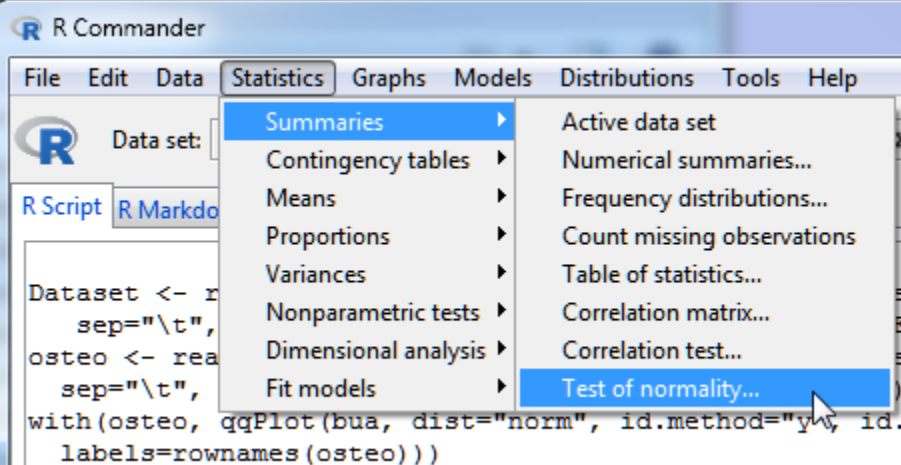 R Commander
File Edit Data Statistics Graphs Models Distributions Tools Help
R Data set:
Summaries
Contingency tables
Means
Proportions
Variances
Nonparametric tests
Dimensional analysis
Fit models
Active data set
Numerical summaries...
Frequency distributions...
Count missing observations
Table of statistics...
Correlation matrix...
Correlation test...
Test of normality...
R Script R Markdo
Dataset <- r
sep="\t",
osteo <- rea
sep="\t",
with(osteo, qqPlot(bua, dist="norm", id.method="y", id.
labels=rownames(osteo)))